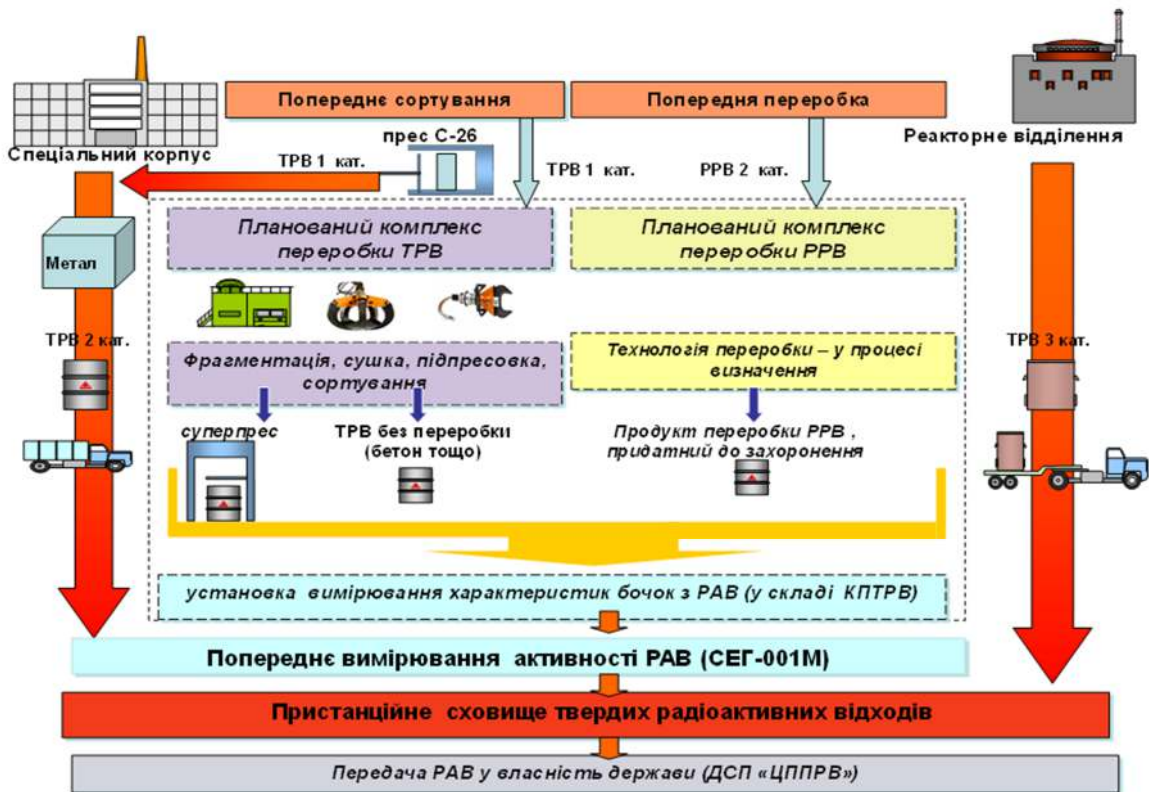 Попереднє сортування
Попередня переробка
прес С-26
Спеціальний корпус
Реакторне відділення
ТРВ 1 кат.
ТРВ 1 кат.
РРВ 2 кат.
Планований комплекс
переробки ТРВ
Планований комплекс
переробки РРВ
Метал
ТРВ 2 кат.
ТРВ 3 кат.
Фрагментація, сушка, підпресовка,
сортування
Технологія переробки – у процесі
визначення
суперпрес
ТРВ без переробки
(бетон тощо)
Продукт переробки РРВ ,
придатний до захоронення
установка вимірювання характеристик бочок з РАВ (у складі КПТРВ)
Попереднє вимірювання активності РАВ (СЕГ-001М)
Пристанційне сховище твердих радіоактивних відходів
Передача РАВ у власність держави (ДСП «ЦППРВ»)